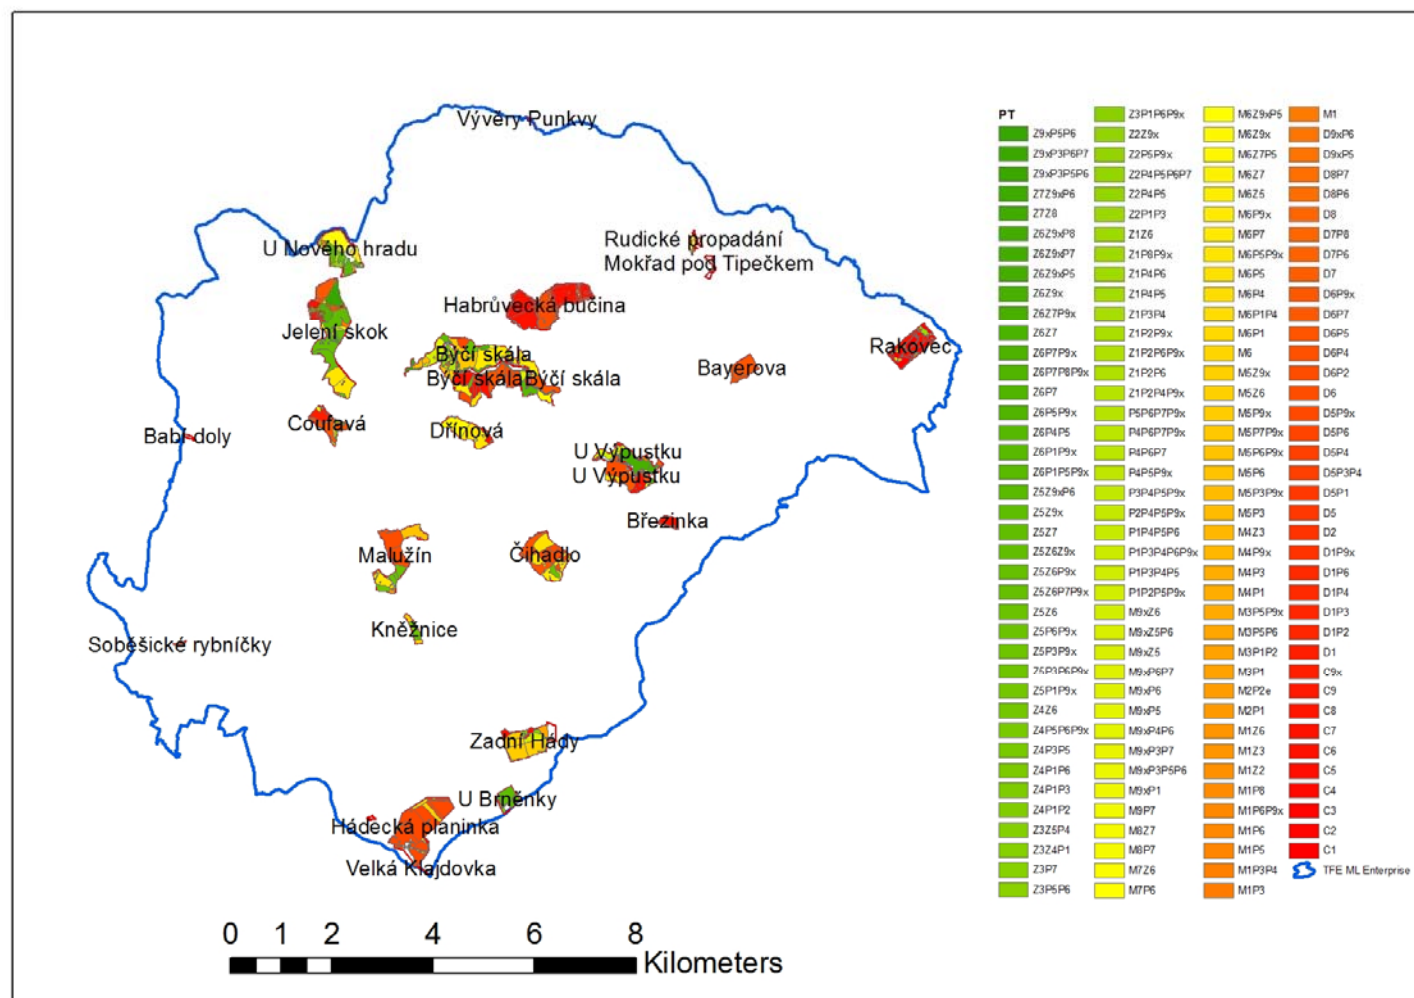 Vývěry Punkvy
U Nového hradu
Rudické propadání
Mokřad pod Tipečkem
Habrůvecká bučina
Jelení skok
Rakovec
Býčí skála
Býčí skála Býčí skála
Bayerova
Coufavá
Babí doly
Dřínová
U Výpustku
U Výpustku
Březinka
Malužín
Čihadlo
Kněžnice
Soběšické rybníčky
Zadní Hády
U Brněnky
Hádecká planinka
Velká Klajdovka
0 1 2 4 6 8
Kilometers
PT
Z9xP5P6
Z9xP3P6P7
Z9xP3P5P6
Z7Z9xP6
Z7Z8
Z6Z9xP8
Z6Z9xP7
Z6Z9xP5
Z6Z9x
Z6Z7P9x
Z6Z7
Z6P7P9x
Z6P7P8P9x
Z6P7
Z6P5P9x
Z6P4P5
Z6P1P9x
Z6P1P5P9x
Z5Z9xP6
Z5Z9x
Z5Z7
Z5Z6Z9x
Z5Z6P9x
Z5Z6P7P9x
Z5Z6
Z5P6P9x
Z5P3P9x
Z5P3P6P9x
Z5P1P9x
Z4Z6
Z4P5P6P9x
Z4P3P5
Z4P1P6
Z4P1P3
Z4P1P2
Z3Z5P4
Z3Z4P1
Z3P7
Z3P5P6
Z3P1P6P9x
Z2Z9x
Z2P5P9x
Z2P4P5P6P7
Z2P4P5
Z2P1P3
Z1Z6
Z1P8P9x
Z1P4P6
Z1P4P5
Z1P3P4
Z1P2P9x
Z1P2P6P9x
Z1P2P6
Z1P2P4P9x
P5P6P7P9x
P4P6P7P9x
P4P6P7
P4P5P9x
P3P4P5P9x
P2P4P5P9x
P1P4P5P6
P1P3P4P6P9x
P1P3P4P5
P1P2P5P9x
M9xZ6
M9xZ5P6
M9xZ5
M9xP6P7
M9xP6
M9xP5
M9xP4P6
M9xP3P7
M9xP3P5P6
M9xP1
M9P7
M8Z7
M8P7
M7Z6
M7P6
M6Z9xP5
M6Z9x
M6Z7P5
M6Z7
M6Z5
M6P9x
M6P7
M6P5P9x
M6P5
M6P4
M6P1P4
M6P1
M6
M5Z9x
M5Z6
M5P9x
M5P7P9x
M5P6P9x
M5P6
M5P3P9x
M5P3
M4Z3
M4P9x
M4P3
M4P1
M3P5P9x
M3P5P6
M3P1P2
M3P1
M2P2e
M2P1
M1Z6
M1Z3
M1Z2
M1P8
M1P6P9x
M1P6
M1P5
M1P3P4
M1P3
M1
D9xP6
D9xP5
D8P7
D8P6
D8
D7P8
D7P6
D7
D6P9x
D6P7
D6P5
D6P4
D6P2
D6
D5P9x
D5P6
D5P4
D5P3P4
D5P1
D5
D2
D1P9x
D1P6
D1P4
D1P3
D1P2
D1
C9x
C9
C8
C7
C6
C5
C4
C3
C2
C1
TFE ML Enterprise